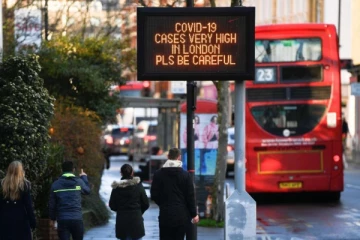 COVID-19
CASES VERY HIGH
IN LONDON
PLS BE CAREFUL
23